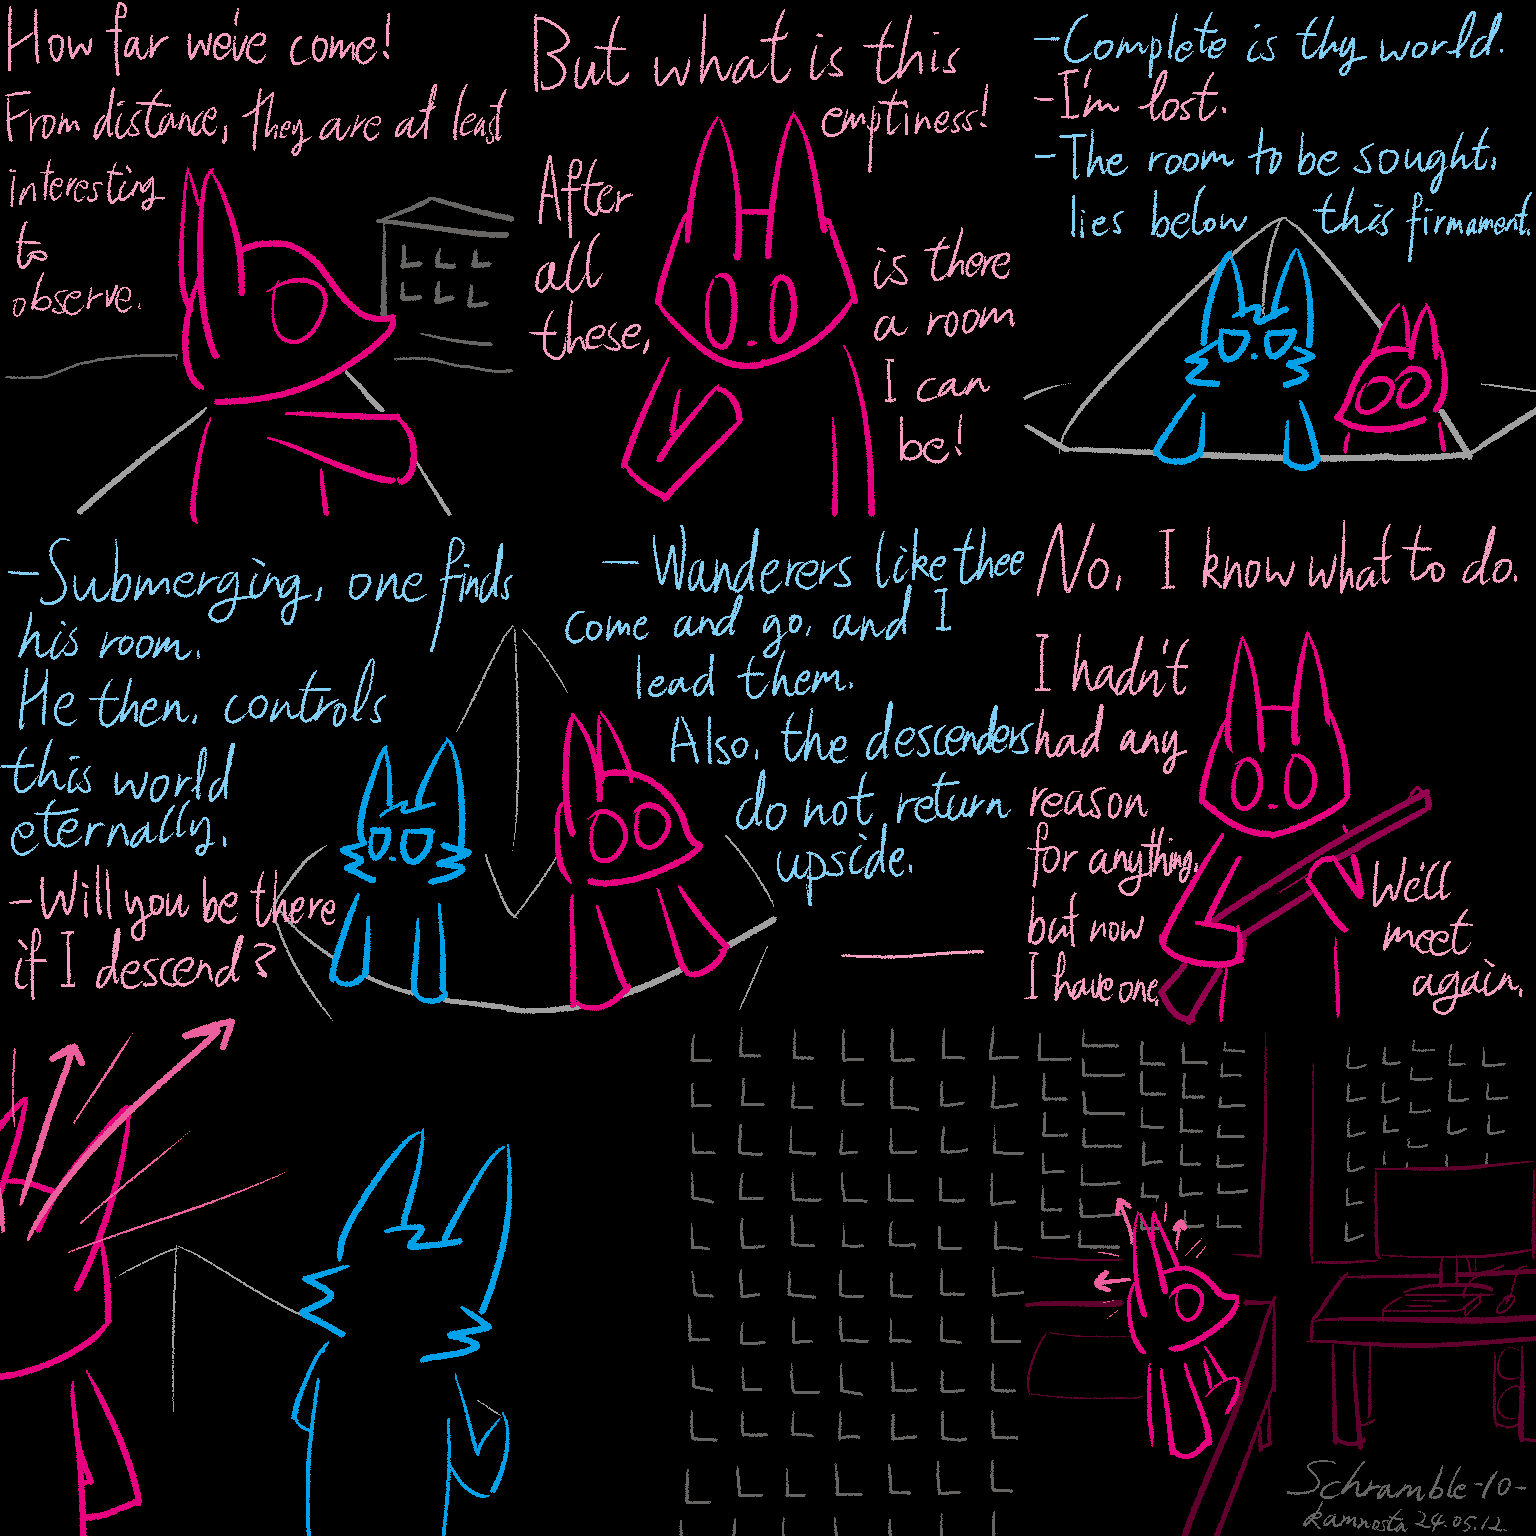 How far we've come!
From distance, they are at least
interesting
to
observe.
But what is this
emptiness!
After
all
these,
is there
a room
I can
be!
-Complete is thy world.
-I'm lost.
-The room to be sought,
lies below this firmament.
-Submerging, one finds
his room.
He then, controls
this world
eternally.
-Will you be there
if I descend?
-Wanderers like thee
come and go, and I
lead them.
Also, the descenders
do not return
upside.
No, I know what to do.
I hadn't
had any
reason
for anything,
but now
I have one.
We'll
meet
again.
Schramble-10-
kamnosta 24.05.12.